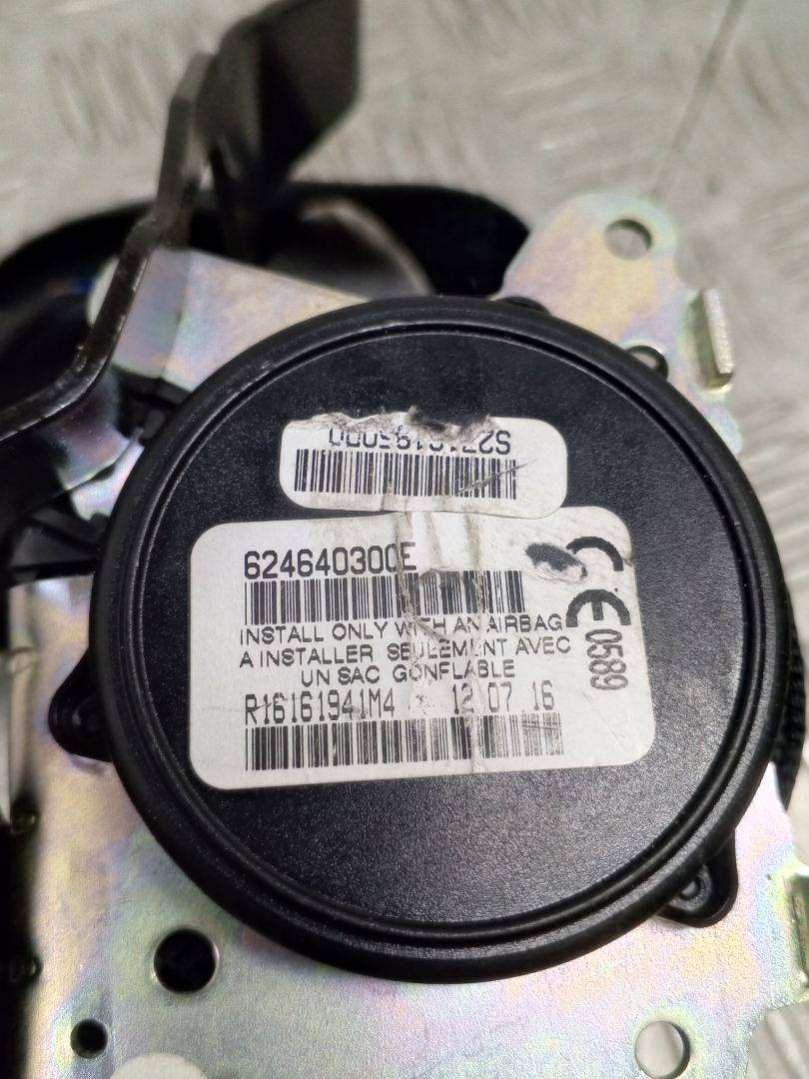 624640300E
INSTALL ONLY WITH AN AIRBAG
A INSTALLER SEULEMENT AVEC
UN SAC GONFLABLE
R16161941M4 12 07 16
CE 0589